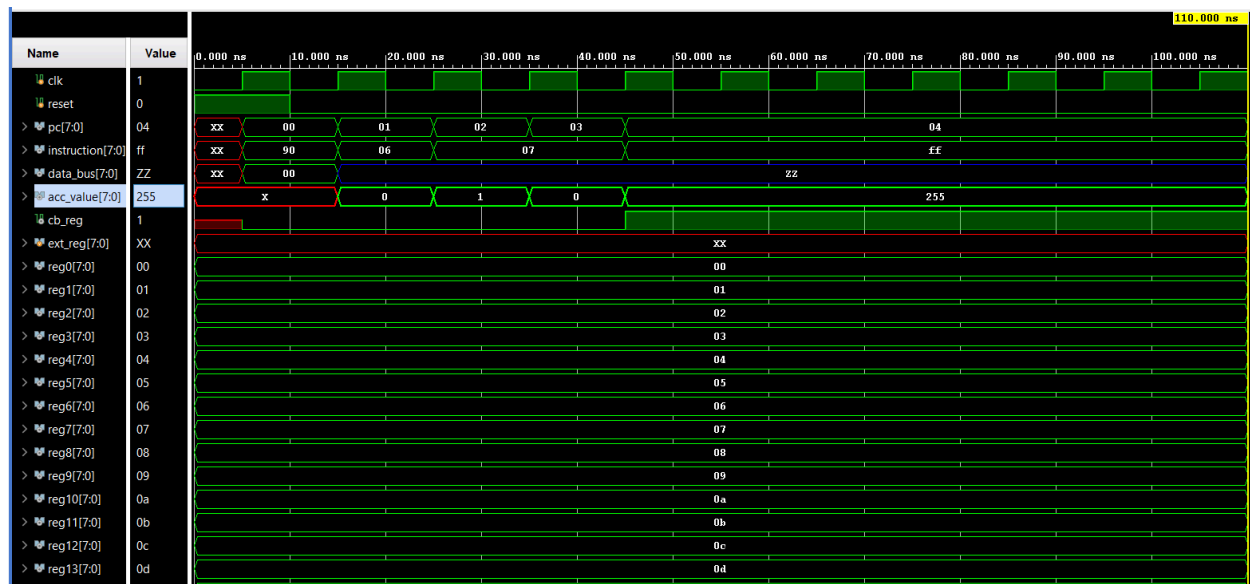 110.000 ns
Name Value 0.000 ns 10.000 ns 20.000 ns 30.000 ns 40.000 ns 50.000 ns 60.000 ns 70.000 ns 80.000 ns 90.000 ns 100.000 ns
clk 1
reset 0
pc[7:0] 04 XX 00 01 02 03 04
instruction[7:0] ff XX 90 06 07 ff
data_bus[7:0] ZZ XX 00 ZZ
acc_value[7:0] 255 X 0 1 0 255
cb_reg 1
ext_reg[7:0] XX XX
reg0[7:0] 00 00
reg1[7:0] 01 01
reg2[7:0] 02 02
reg3[7:0] 03 03
reg4[7:0] 04 04
reg5[7:0] 05 05
reg6[7:0] 06 06
reg7[7:0] 07 07
reg8[7:0] 08 08
reg9[7:0] 09 09
reg10[7:0] 0a 0a
reg11[7:0] 0b 0b
reg12[7:0] 0c 0c
reg13[7:0] 0d 0d